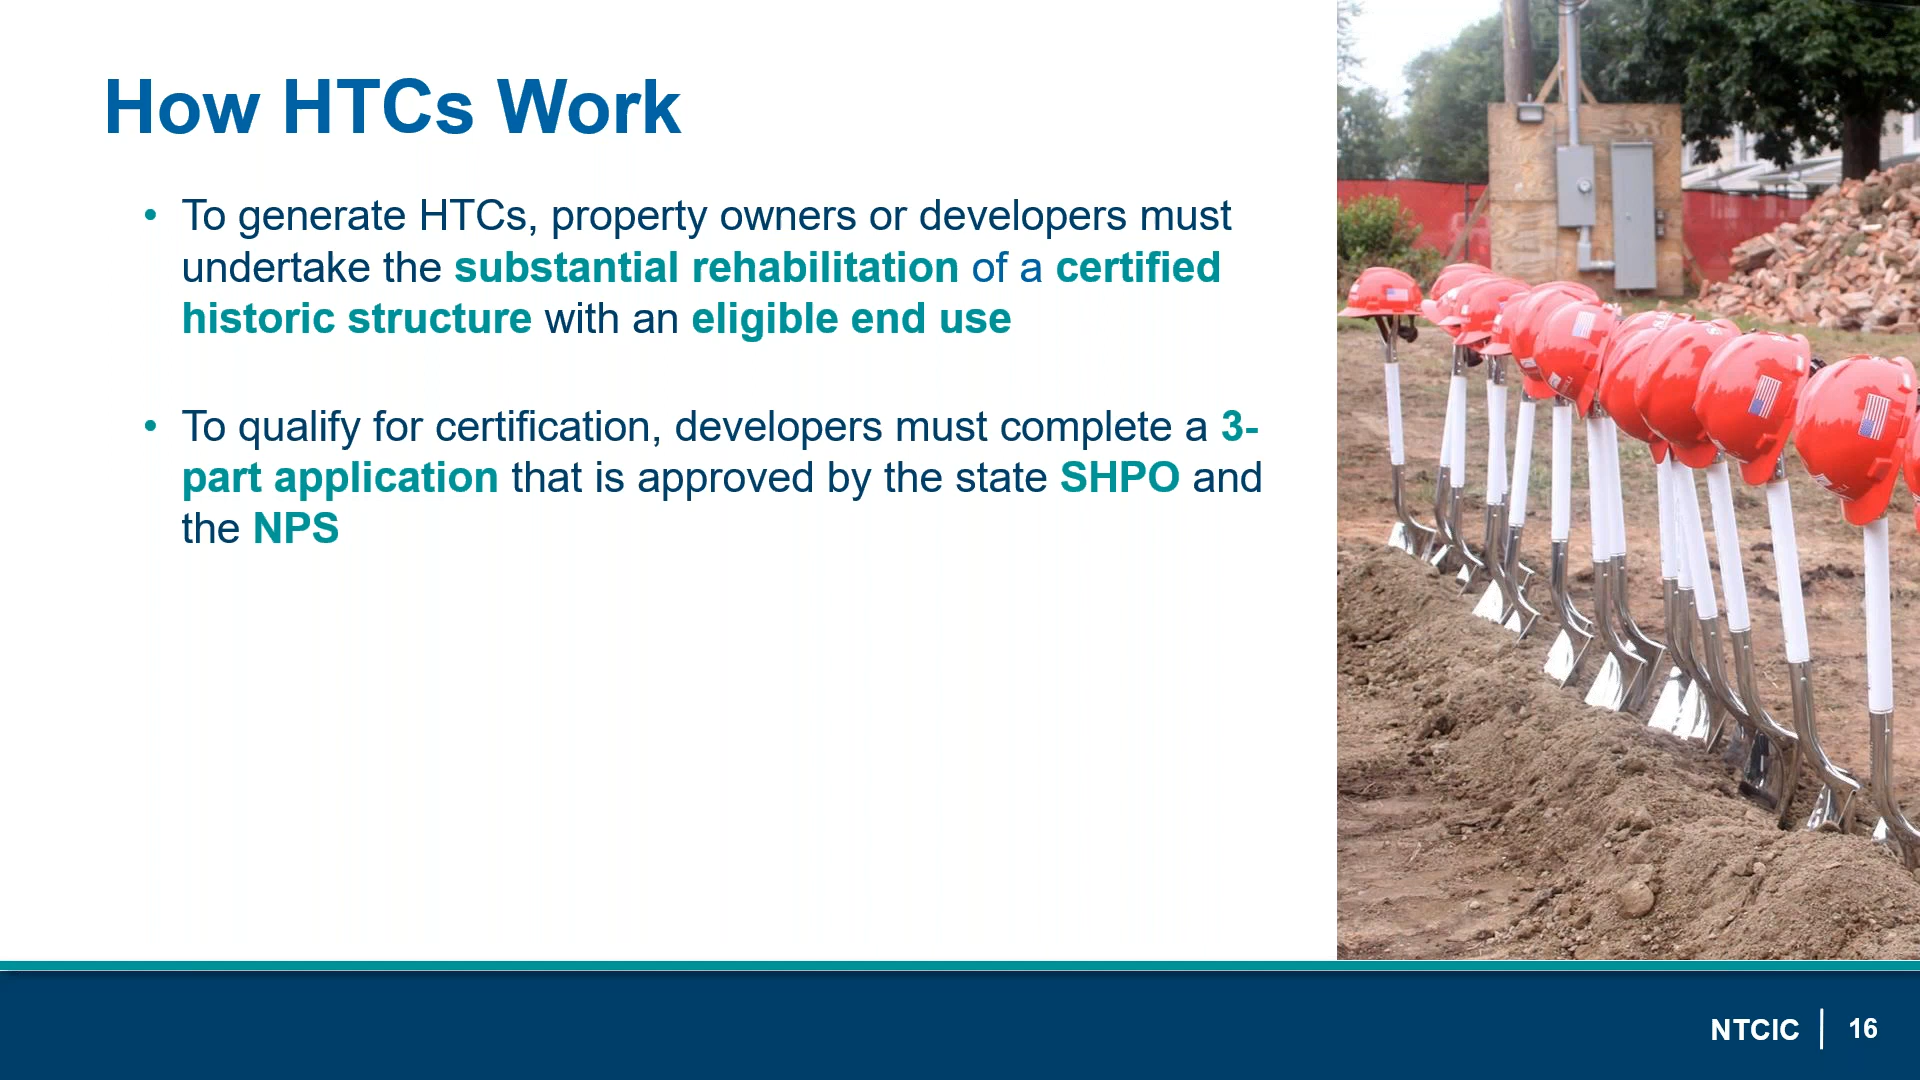 How HTCs Work
• To generate HTCs, property owners or developers must
undertake the substantial rehabilitation of a certified
historic structure with an eligible end use
• To qualify for certification, developers must complete a 3-
part application that is approved by the state SHPO and
the NPS
NTCIC | 16